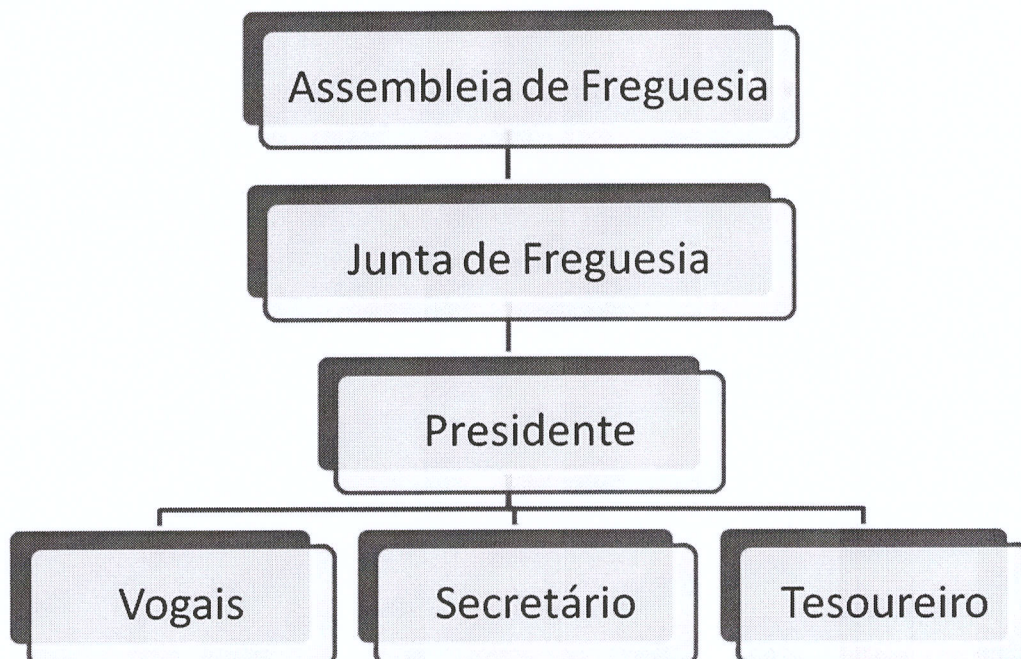 Assembleia de Freguesia
Junta de Freguesia
Presidente
Vogais
Secretário
Tesoureiro